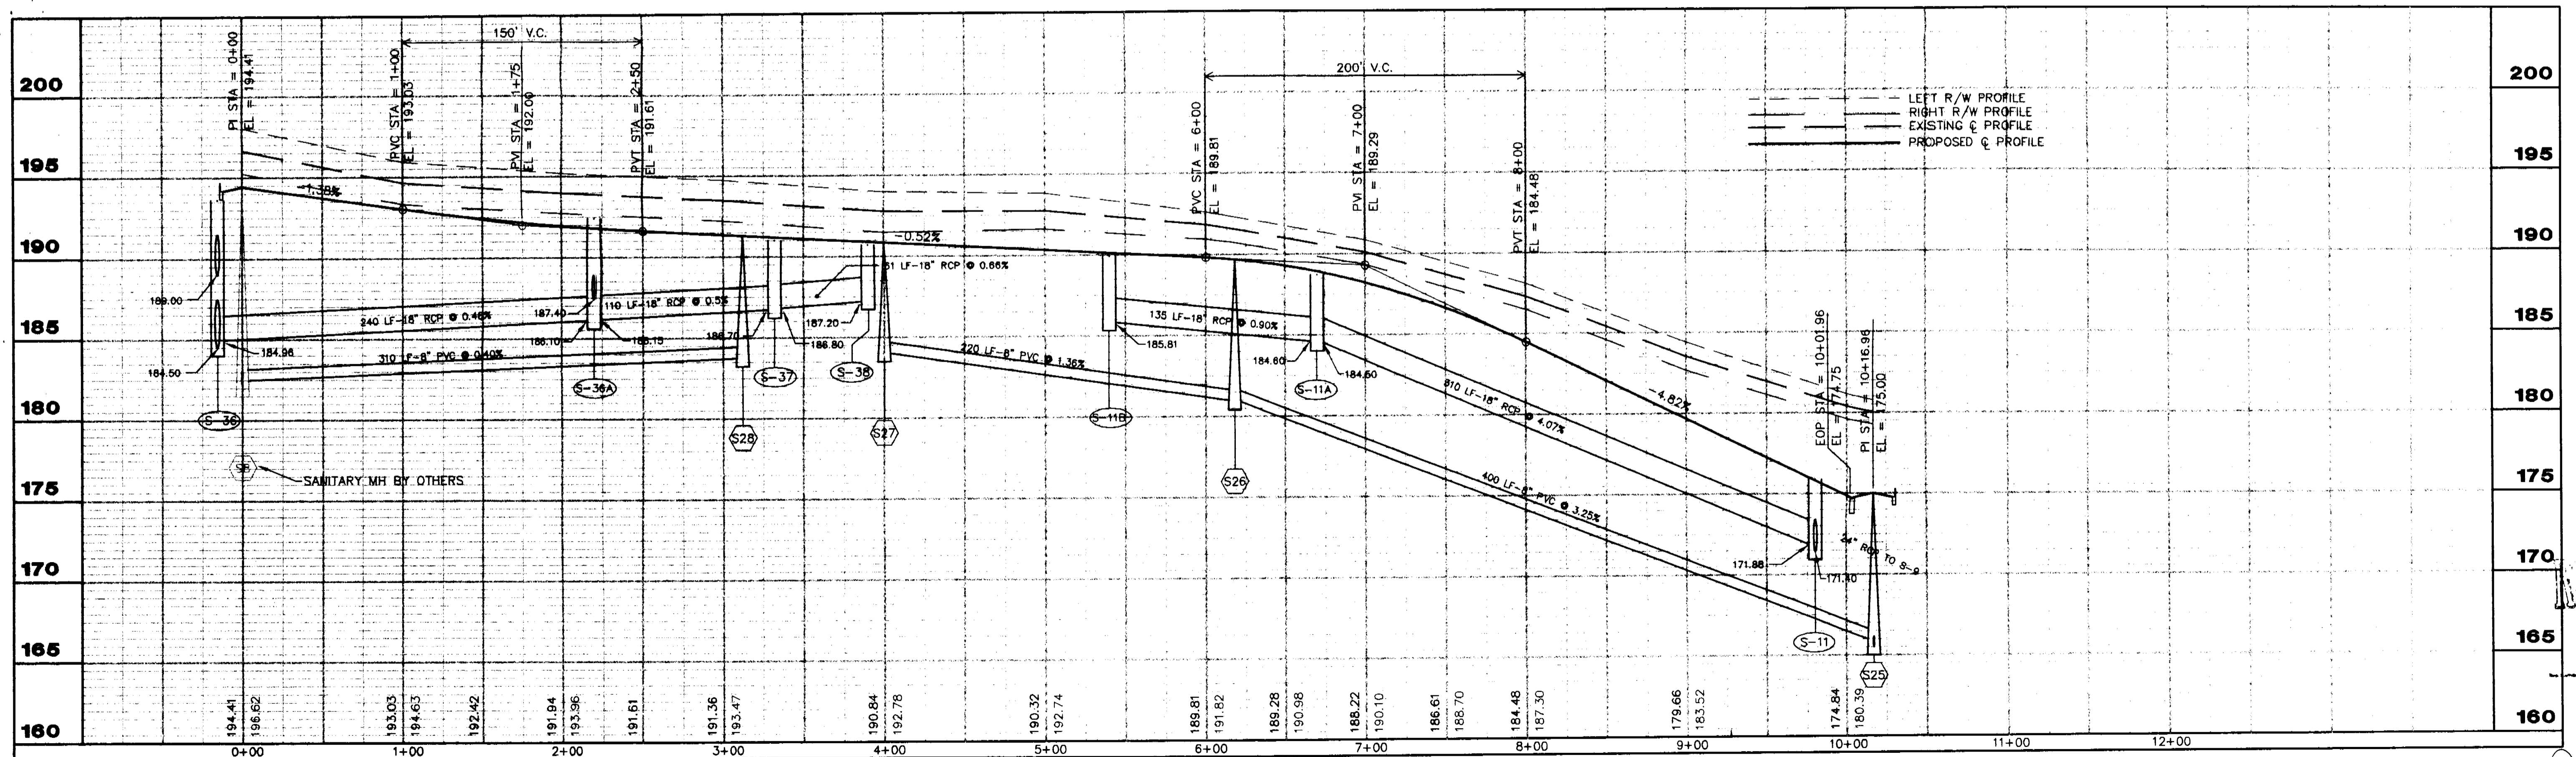 150' V.C.
200' V.C.
PI STA = 0+00
EL = 194.41
PVC STA = 1+00
EL = 193.03
PVI STA = 1+75
EL = 192.00
PVT STA = 2+50
EL = 191.61
PVC STA = 6+00
EL = 189.81
PVI STA = 7+00
EL = 189.29
PVT STA = 8+00
EL = 184.48
EOP STA = 10+01.96
EL = 174.75
PI STA = 10+16.96
EL = 175.00
LEFT R/W PROFILE
RIGHT R/W PROFILE
EXISTING ℄ PROFILE
PROPOSED ℄ PROFILE
200
200
195
195
190
190
185
185
180
180
175
175
170
170
165
165
160
160
-1.38%
-0.52%
-4.82%
189.00
184.50
184.96
240 LF-18" RCP @ 0.48%
310 LF-8" PVC @ 0.40%
187.40
186.10
186.15
110 LF-18" RCP @ 0.5%
186.70
186.80
187.20
51 LF-18" RCP @ 0.66%
220 LF-8" PVC @ 1.36%
185.81
135 LF-18" RCP @ 0.90%
184.60
184.50
310 LF-18" RCP @ 4.07%
400 LF-8" PVC @ 3.25%
171.88
171.40
24" RCP TO S-9
S-36
S-36A
S-37
S-38
S-11B
S-11A
S-11
S28
S27
S26
S25
SANITARY MH BY OTHERS
194.41
196.62
193.03
194.63
192.42
191.94
193.96
191.61
191.36
193.47
190.84
192.78
190.32
192.74
189.81
191.82
189.28
190.98
188.22
190.10
186.61
188.70
184.48
187.30
179.66
183.52
174.84
180.39
0+00
1+00
2+00
3+00
4+00
5+00
6+00
7+00
8+00
9+00
10+00
11+00
12+00